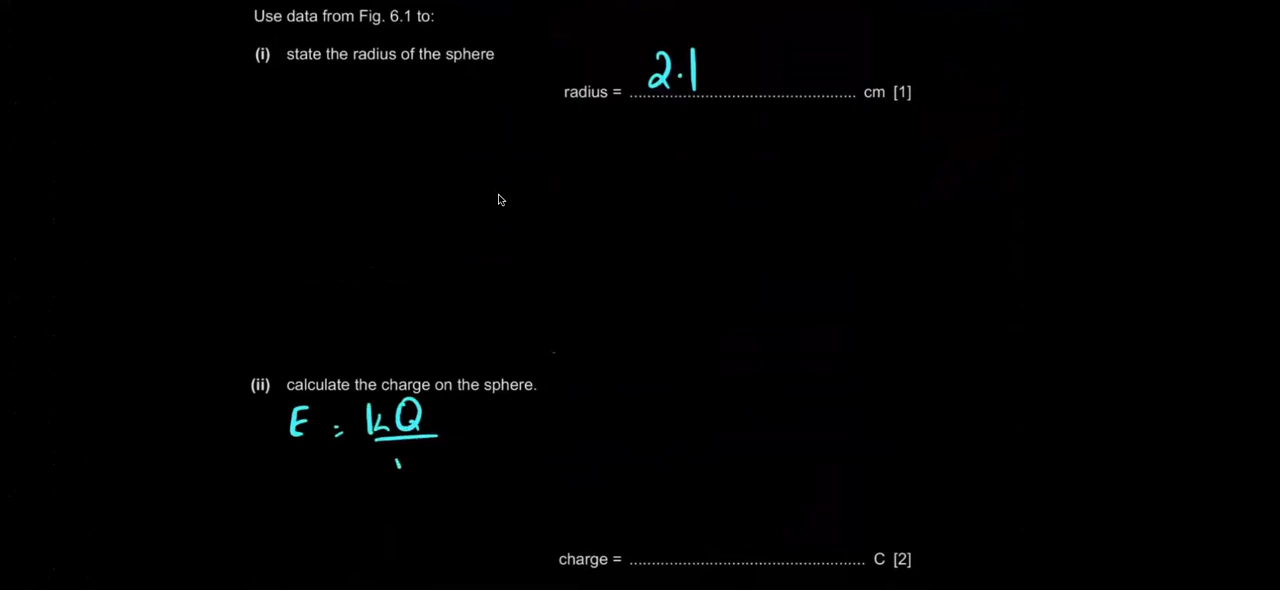 Use data from Fig. 6.1 to:
(i) state the radius of the sphere
2.1
radius = ................................................... cm [1]
(ii) calculate the charge on the sphere.
E = kQ
charge = ..................................................... C [2]